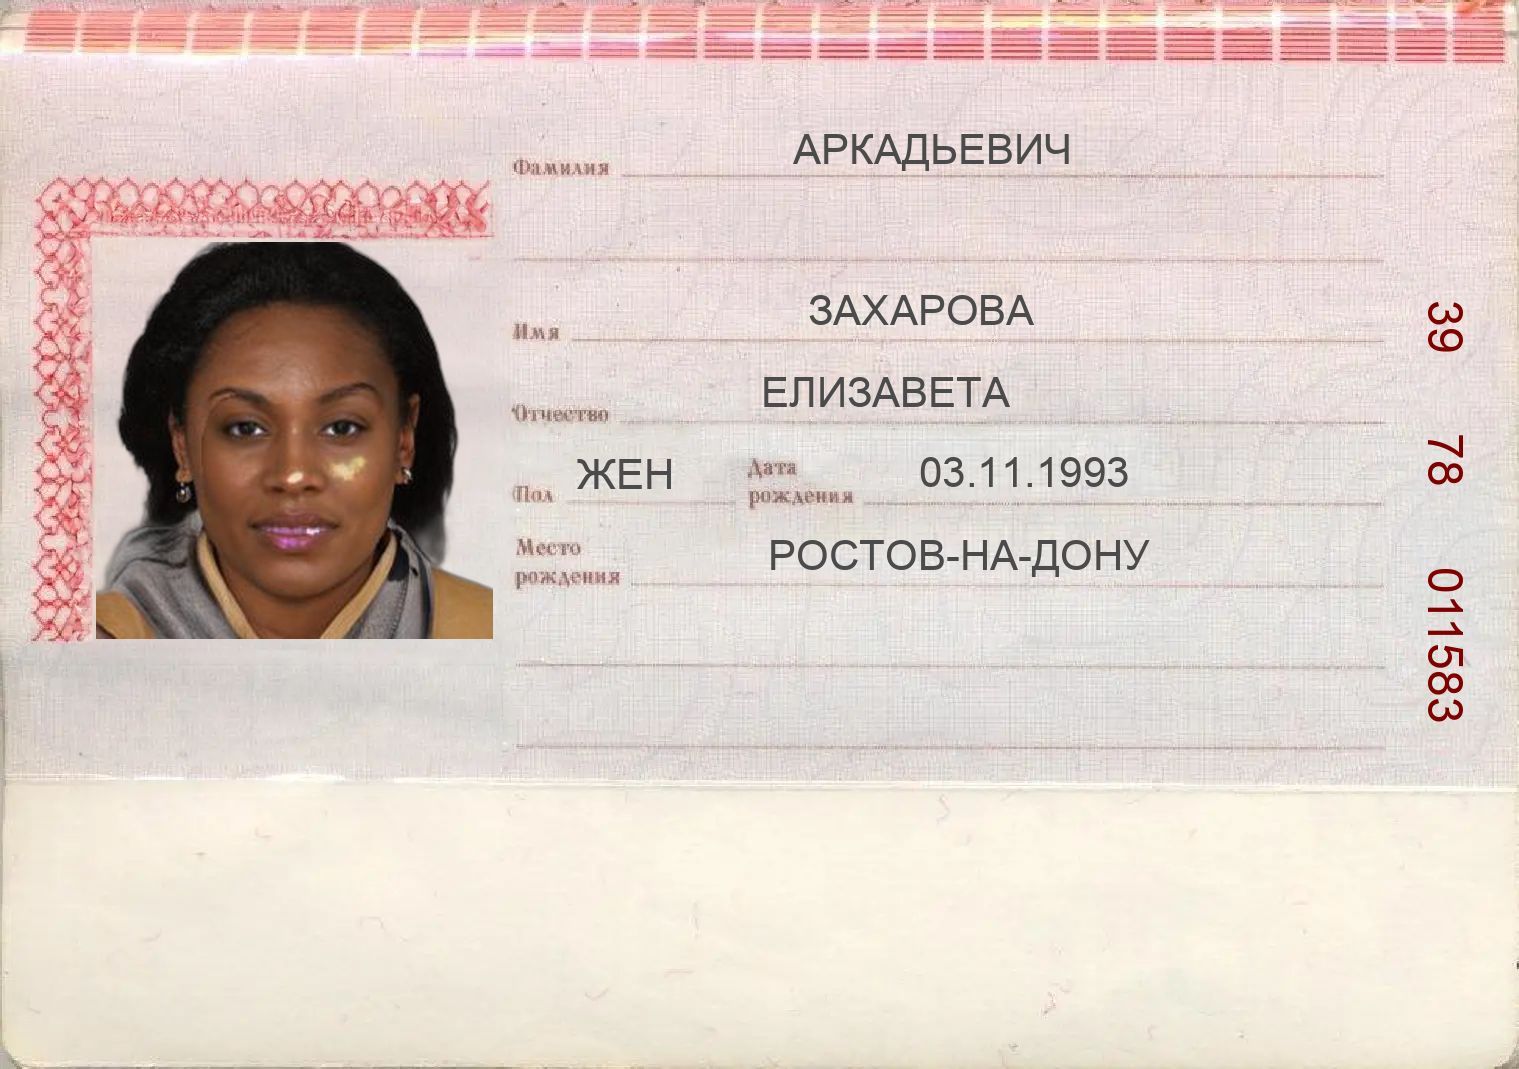 Фамилия АРКАДЬЕВИЧ
Имя ЗАХАРОВА
Отчество ЕЛИЗАВЕТА
Пол ЖЕН Дата рождения 03.11.1993
Место рождения РОСТОВ-НА-ДОНУ
39 78 011583